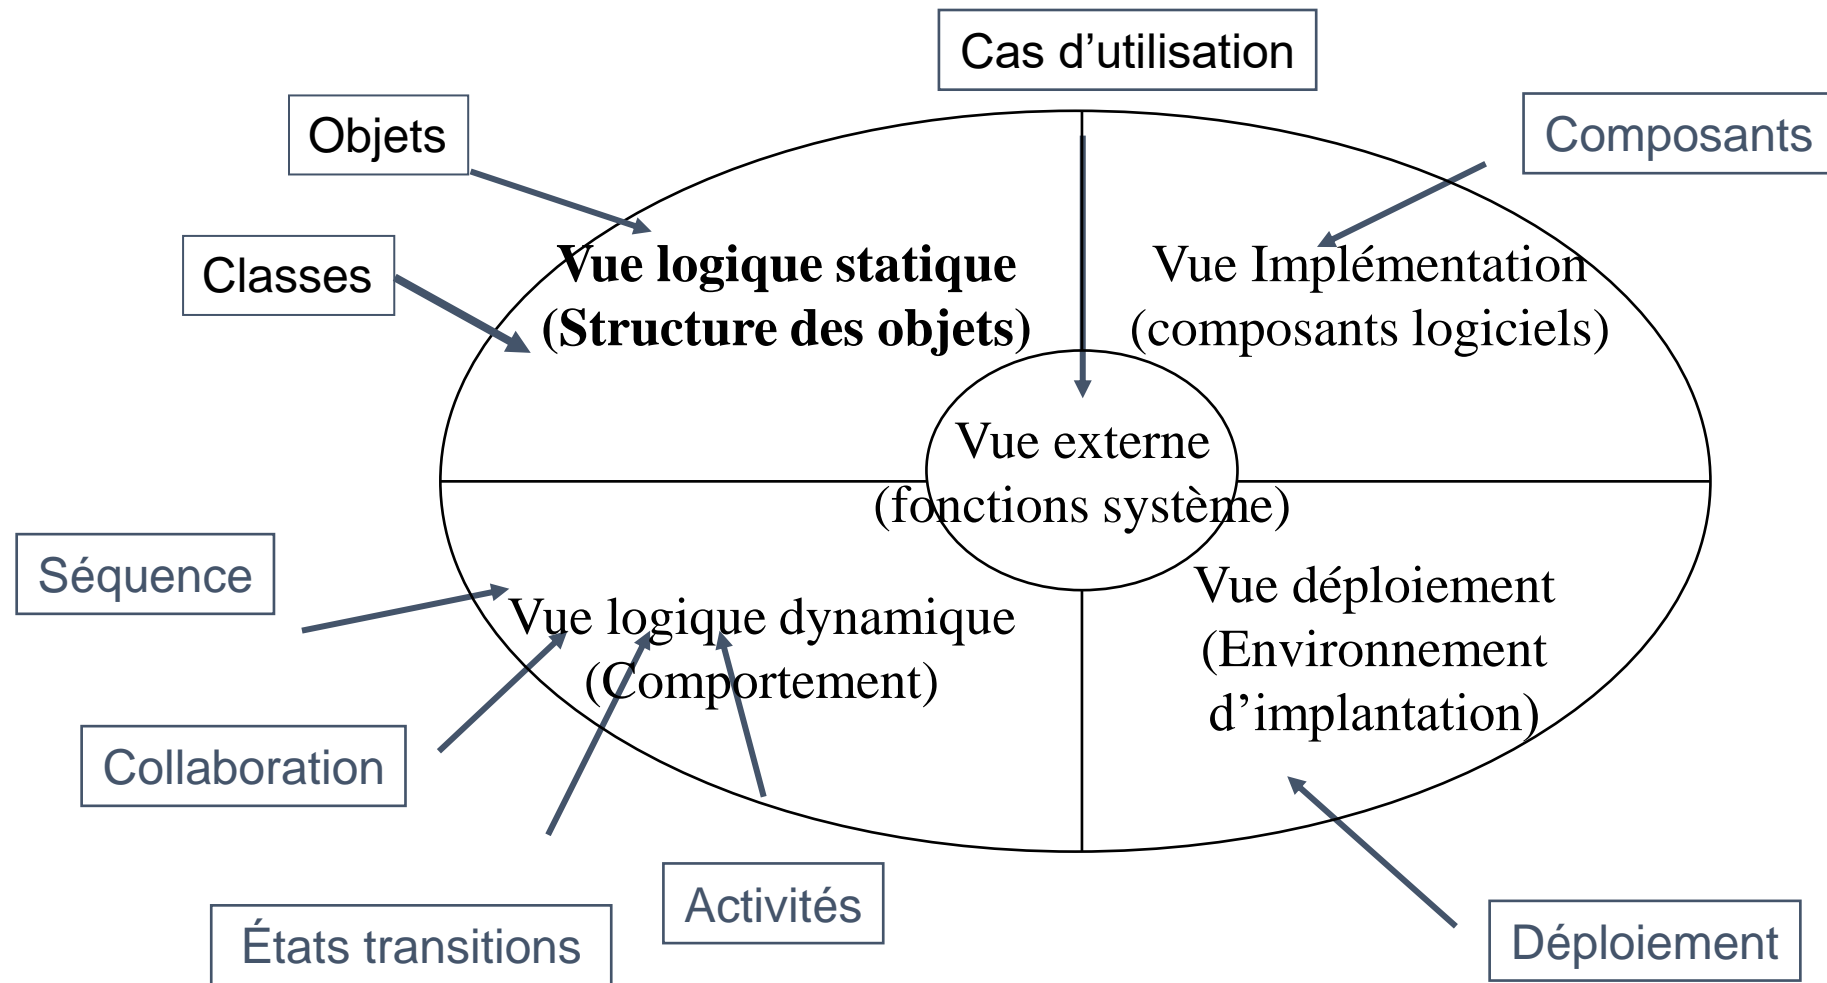 Cas d’utilisation
Objets
Composants
Classes
Vue logique statique
(Structure des objets)
Vue Implémentation
(composants logiciels)
Vue externe
(fonctions système)
Séquence
Vue logique dynamique
(Comportement)
Vue déploiement
(Environnement
d’implantation)
Collaboration
Activités
États transitions
Déploiement